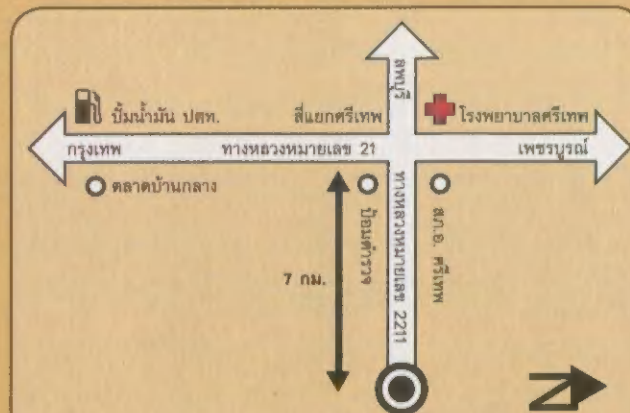 ลพบุรี
ปั้มน้ำมัน ปตท.
สี่แยกศรีเทพ
โรงพยาบาลศรีเทพ
กรุงเทพ
ทางหลวงหมายเลข 21
เพชรบูรณ์
ตลาดบ้านกลาง
ป้อมตำรวจ
ทางหลวงหมายเลข 2211
สภ.อ. ศรีเทพ
7 กม.
N